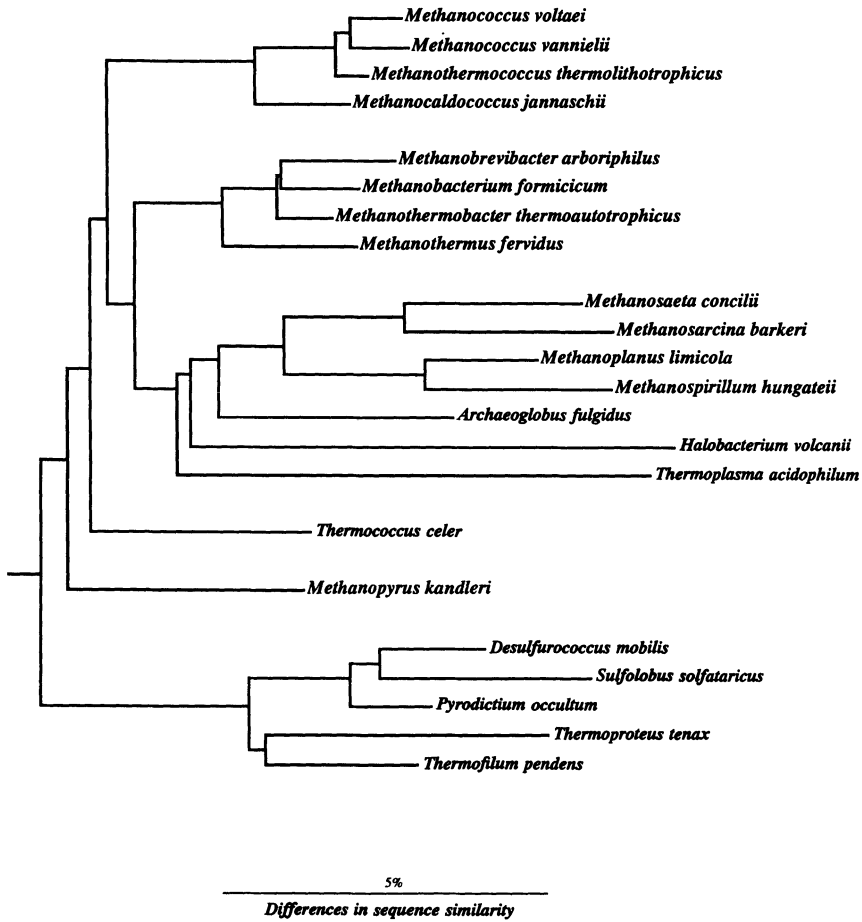 Methanococcus voltaei
Methanococcus vannielii
Methanothermococcus thermolithotrophicus
Methanocaldococcus jannaschii
Methanobrevibacter arboriphilus
Methanobacterium formicicum
Methanothermobacter thermoautotrophicus
Methanothermus fervidus
Methanosaeta concilii
Methanosarcina barkeri
Methanoplanus limicola
Methanospirillum hungateii
Archaeoglobus fulgidus
Halobacterium volcanii
Thermoplasma acidophilum
Thermococcus celer
Methanopyrus kandleri
Desulfurococcus mobilis
Sulfolobus solfataricus
Pyrodictium occultum
Thermoproteus tenax
Thermofilum pendens
5%
Differences in sequence similarity